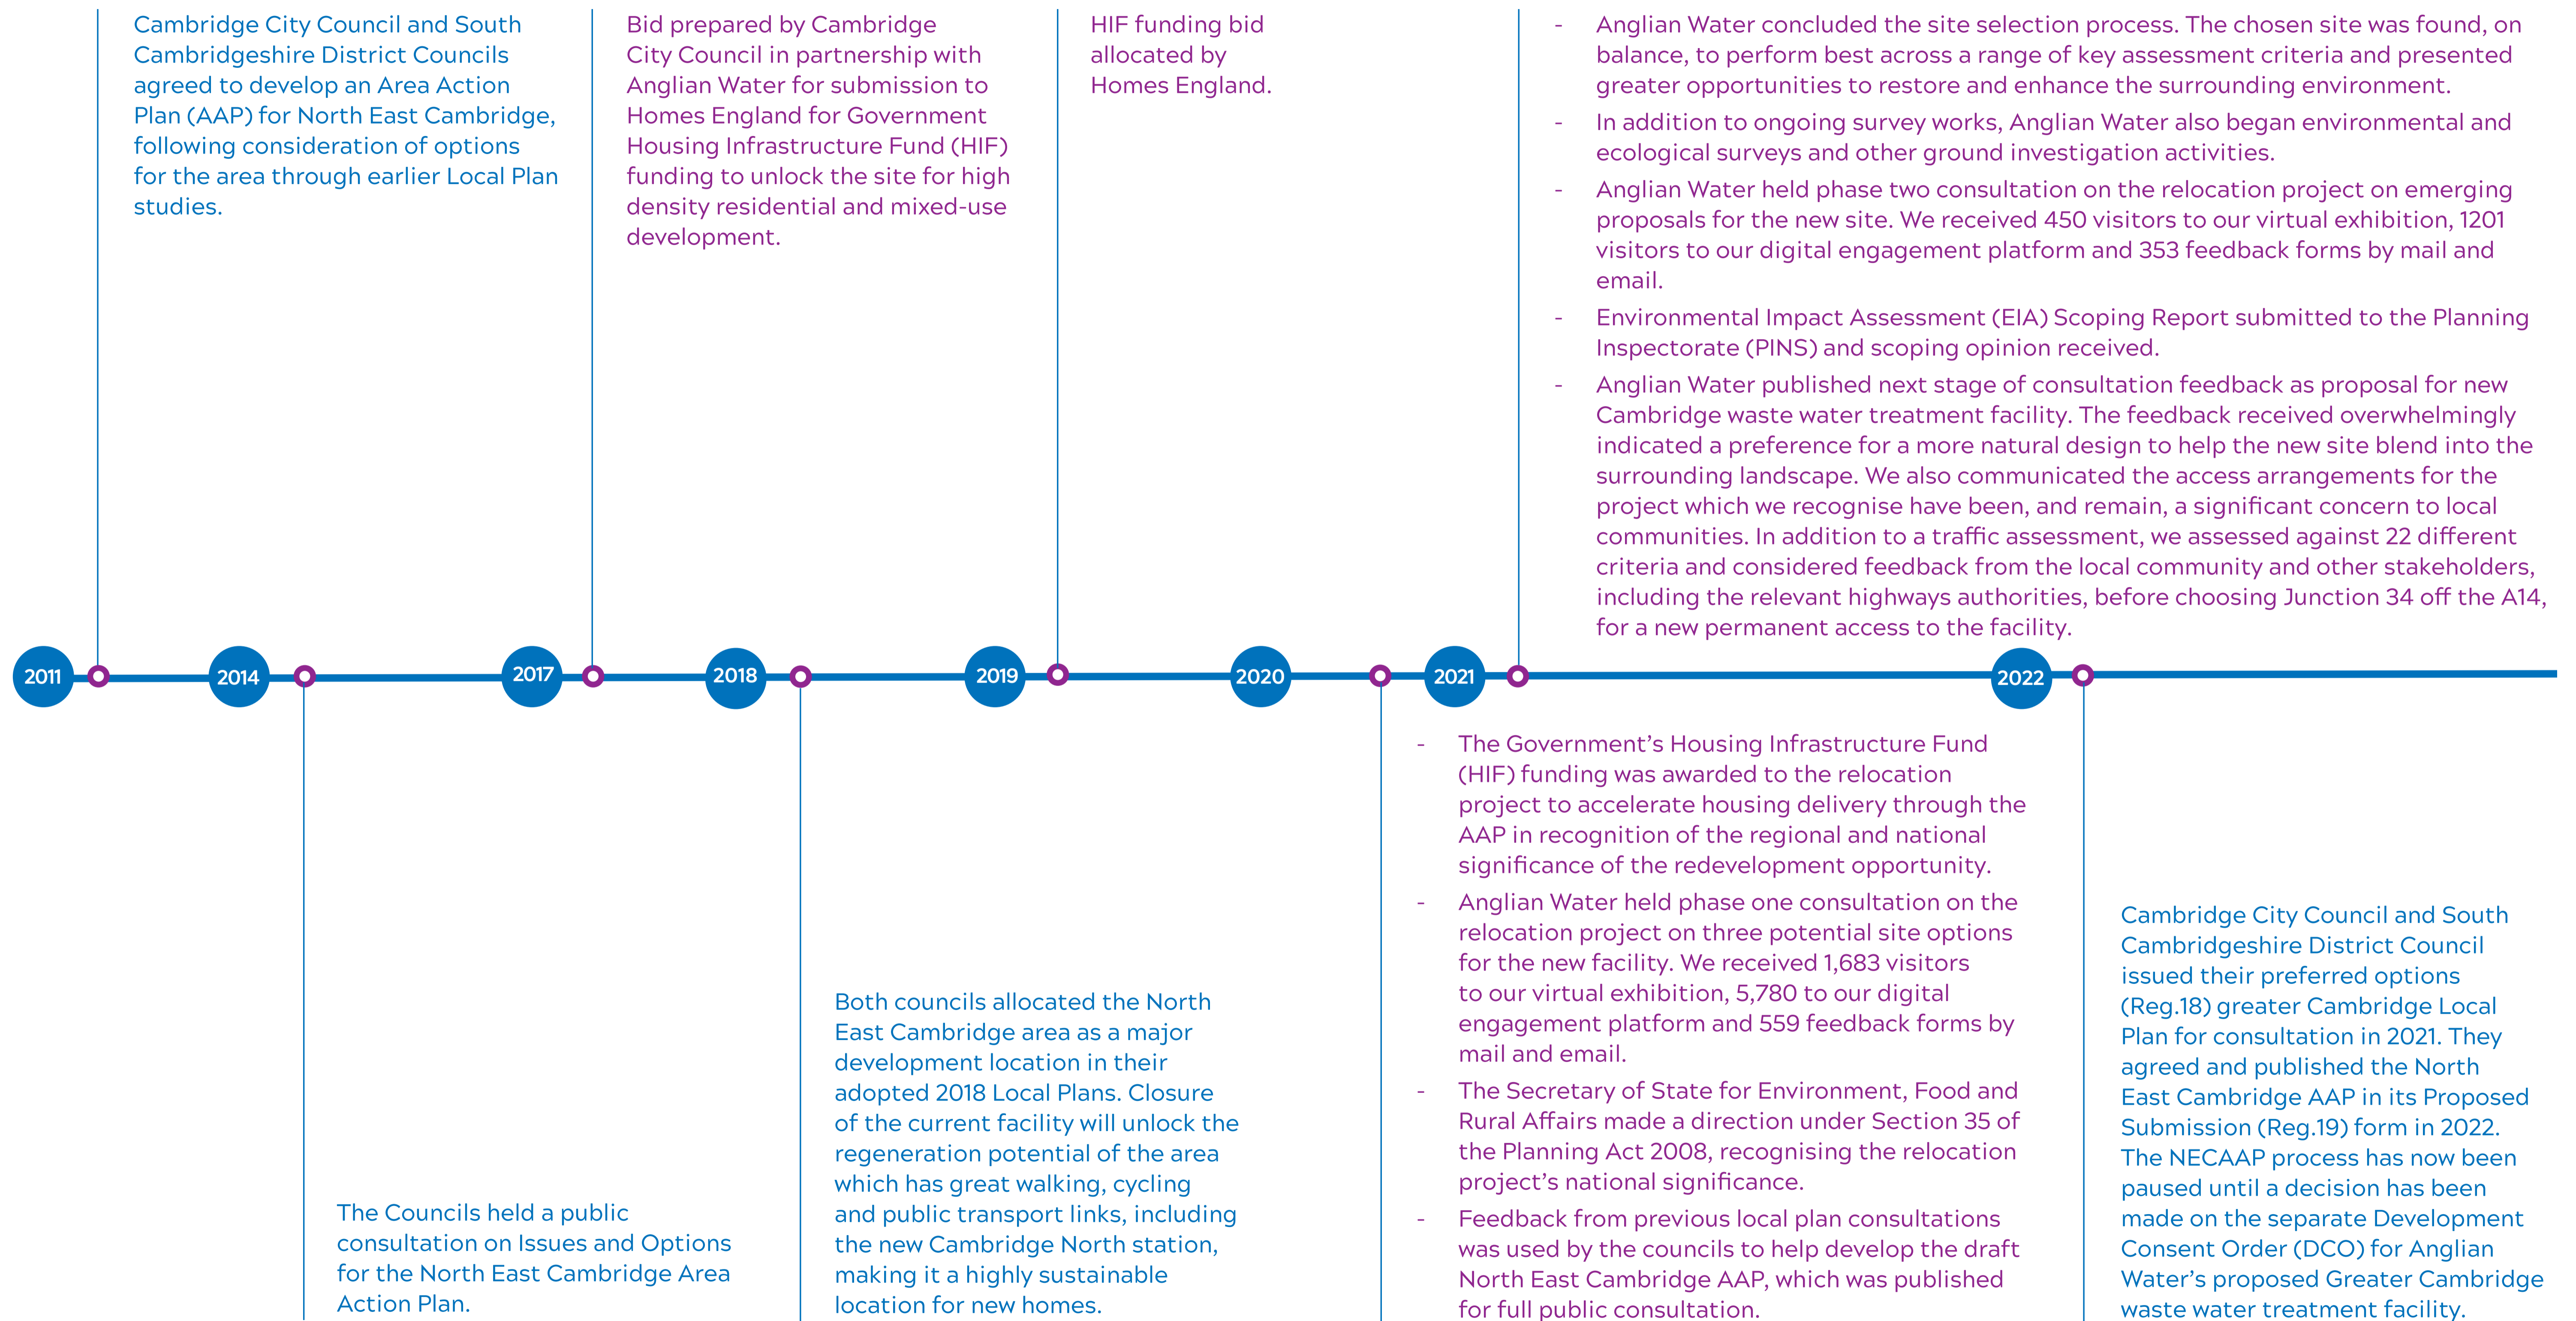 Cambridge City Council and South
Cambridgeshire District Councils
agreed to develop an Area Action
Plan (AAP) for North East Cambridge,
following consideration of options
for the area through earlier Local Plan
studies.
Bid prepared by Cambridge
City Council in partnership with
Anglian Water for submission to
Homes England for Government
Housing Infrastructure Fund (HIF)
funding to unlock the site for high
density residential and mixed-use
development.
HIF funding bid
allocated by
Homes England.
- Anglian Water concluded the site selection process. The chosen site was found, on
balance, to perform best across a range of key assessment criteria and presented
greater opportunities to restore and enhance the surrounding environment.
- In addition to ongoing survey works, Anglian Water also began environmental and
ecological surveys and other ground investigation activities.
- Anglian Water held phase two consultation on the relocation project on emerging
proposals for the new site. We received 450 visitors to our virtual exhibition, 1201
visitors to our digital engagement platform and 353 feedback forms by mail and
email.
- Environmental Impact Assessment (EIA) Scoping Report submitted to the Planning
Inspectorate (PINS) and scoping opinion received.
- Anglian Water published next stage of consultation feedback as proposal for new
Cambridge waste water treatment facility. The feedback received overwhelmingly
indicated a preference for a more natural design to help the new site blend into the
surrounding landscape. We also communicated the access arrangements for the
project which we recognise have been, and remain, a significant concern to local
communities. In addition to a traffic assessment, we assessed against 22 different
criteria and considered feedback from the local community and other stakeholders,
including the relevant highways authorities, before choosing Junction 34 off the A14,
for a new permanent access to the facility.
2011
2014
2017
2018
2019
2020
2021
2022
The Councils held a public
consultation on Issues and Options
for the North East Cambridge Area
Action Plan.
Both councils allocated the North
East Cambridge area as a major
development location in their
adopted 2018 Local Plans. Closure
of the current facility will unlock the
regeneration potential of the area
which has great walking, cycling
and public transport links, including
the new Cambridge North station,
making it a highly sustainable
location for new homes.
- The Government's Housing Infrastructure Fund
(HIF) funding was awarded to the relocation
project to accelerate housing delivery through the
AAP in recognition of the regional and national
significance of the redevelopment opportunity.
- Anglian Water held phase one consultation on the
relocation project on three potential site options
for the new facility. We received 1,683 visitors
to our virtual exhibition, 5,780 to our digital
engagement platform and 559 feedback forms by
mail and email.
- The Secretary of State for Environment, Food and
Rural Affairs made a direction under Section 35 of
the Planning Act 2008, recognising the relocation
project's national significance.
- Feedback from previous local plan consultations
was used by the councils to help develop the draft
North East Cambridge AAP, which was published
for full public consultation.
Cambridge City Council and South
Cambridgeshire District Council
issued their preferred options
(Reg.18) greater Cambridge Local
Plan for consultation in 2021. They
agreed and published the North
East Cambridge AAP in its Proposed
Submission (Reg.19) form in 2022.
The NECAAP process has now been
paused until a decision has been
made on the separate Development
Consent Order (DCO) for Anglian
Water's proposed Greater Cambridge
waste water treatment facility.